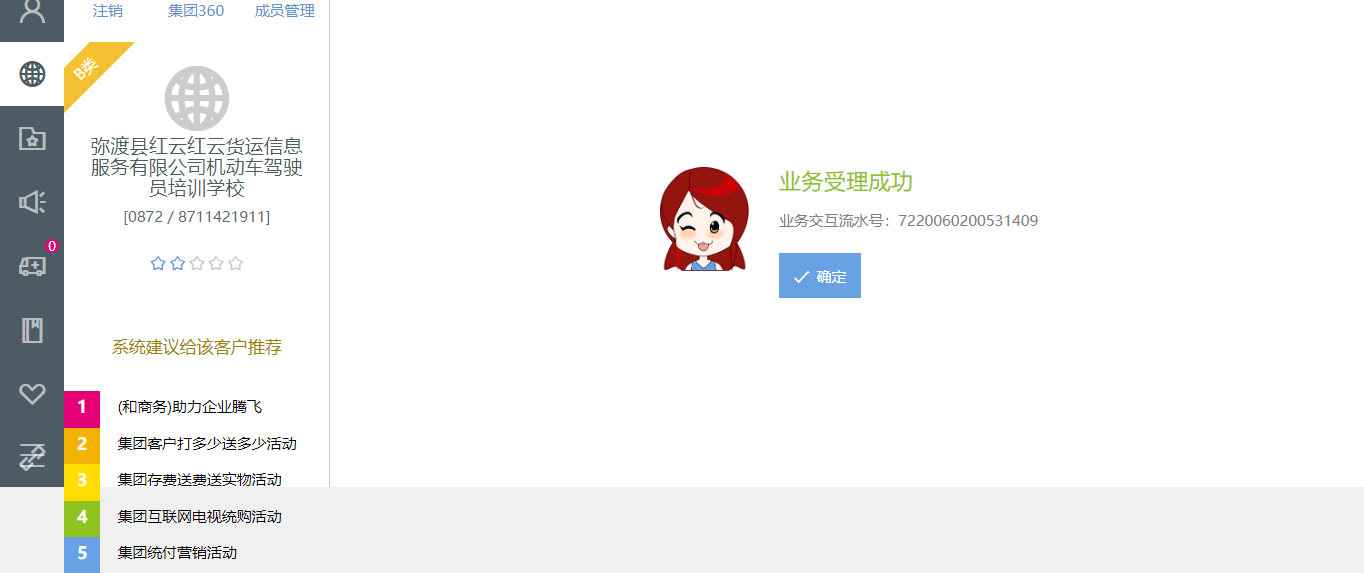 注销 集团360 成员管理
B类
弥渡县红云红云货运信息
服务有限公司机动车驾驶
员培训学校
[0872 / 8711421911]
0
系统建议给该客户推荐
1 (和商务)助力企业腾飞
2 集团客户打多少送多少活动
3 集团存费送费送实物活动
4 集团互联网电视统购活动
5 集团统付营销活动
业务受理成功
业务交互流水号：7220060200531409
确定